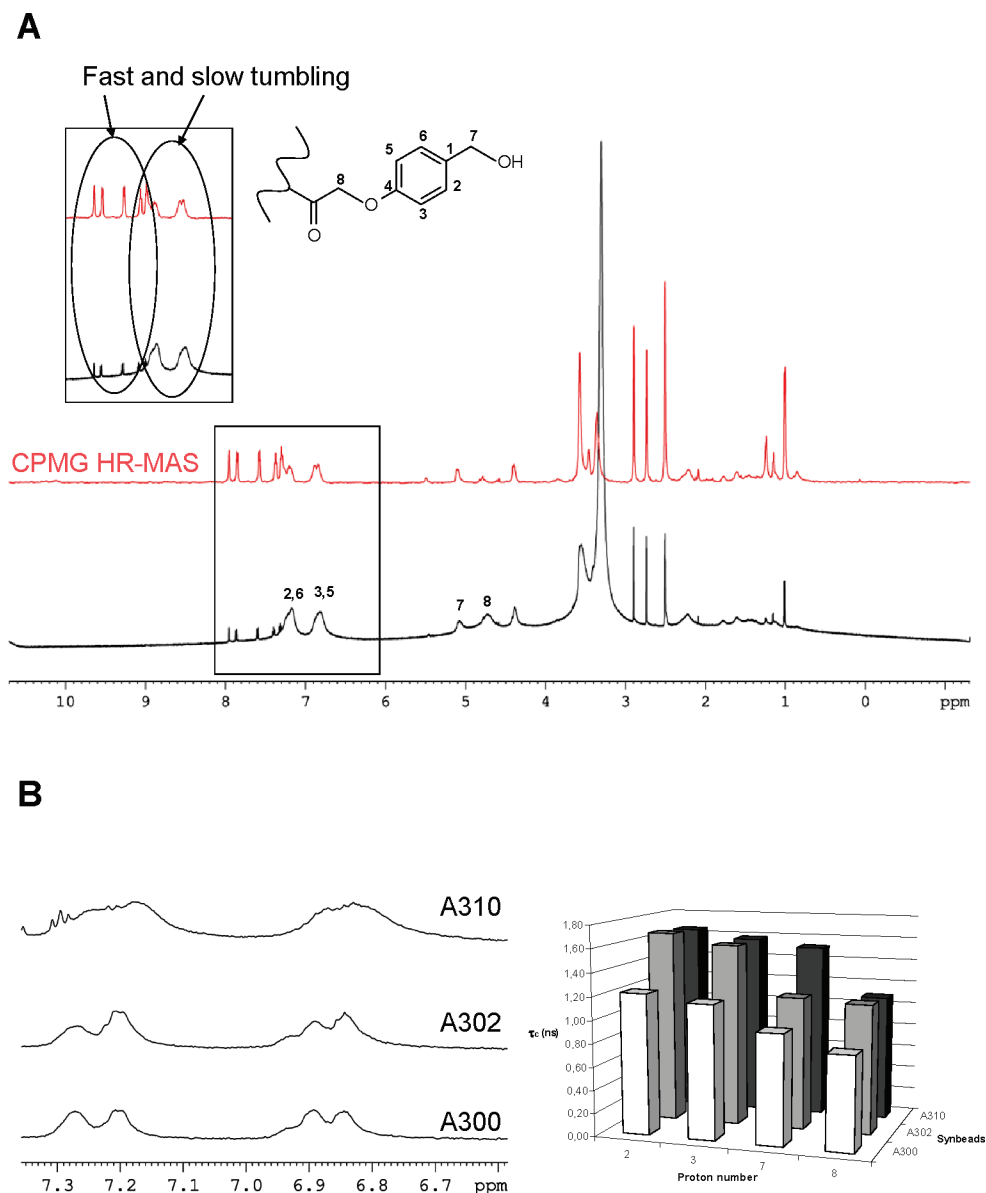 A
Fast and slow tumbling
6
7
5
1
OH
8
4
2
O
3
O
CPMG HR-MAS
2,6
3,5
7
8
10 9 8 7 6 5 4 3 2 1 0 ppm
B
A310
A302
A300
7.3 7.2 7.1 7.0 6.9 6.8 6.7 ppm
1,80
1,60
1,40
1,20
1,00
0,80
0,60
0,40
0,20
0,00
τc (ns)
2 3 7 8
Proton number
A310
A302
A300
Synbeads